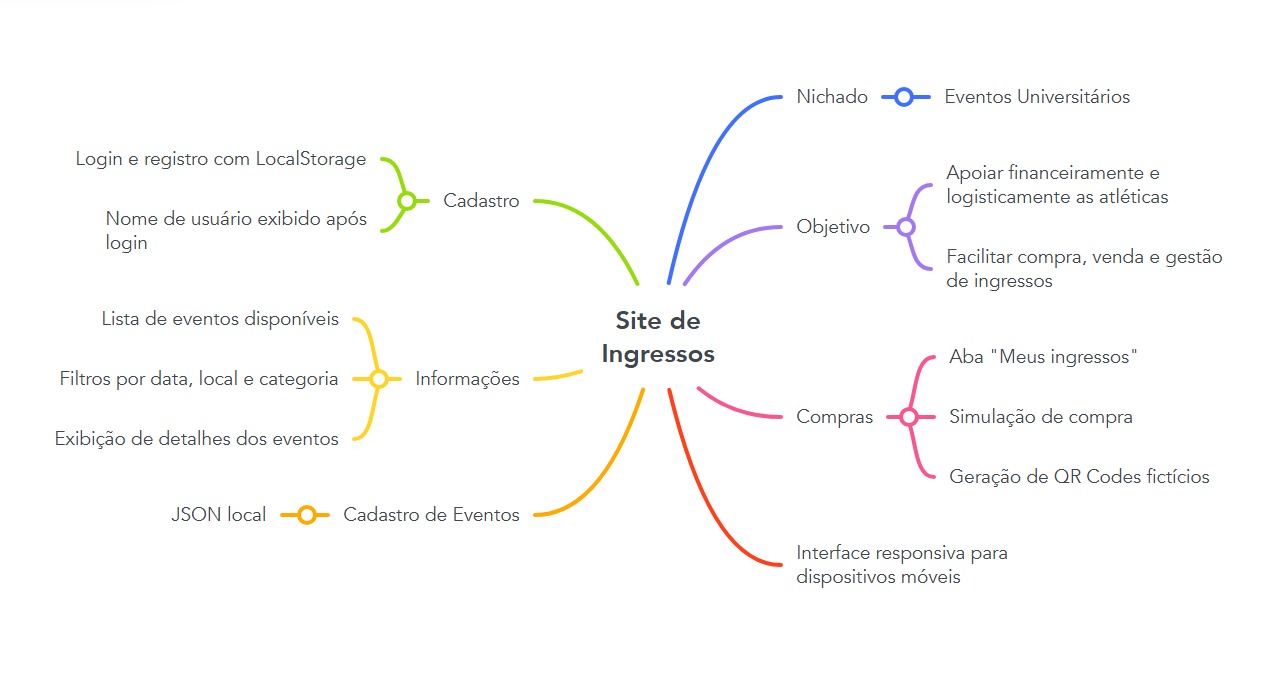 Site de
Ingressos
Nichado
Eventos Universitários
Objetivo
Apoiar financeiramente e
logisticamente as atléticas
Facilitar compra, venda e gestão
de ingressos
Compras
Aba "Meus ingressos"
Simulação de compra
Geração de QR Codes fictícios
Interface responsiva para
dispositivos móveis
Cadastro
Login e registro com LocalStorage
Nome de usuário exibido após
login
Informações
Lista de eventos disponíveis
Filtros por data, local e categoria
Exibição de detalhes dos eventos
Cadastro de Eventos
JSON local